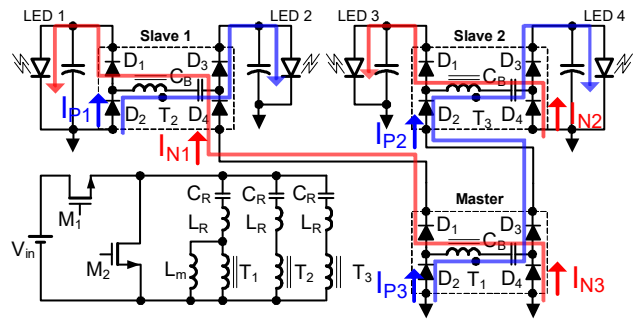 LED 1 LED 2 LED 3 LED 4
Slave 1 Slave 2
D1 D3 D1 D3
CB CB
IP1 D2 T2 D4 IP2 D2 T3 D4 IN2
IN1
CR CR CR
M1 LR LR LR
Master
D1 D3
Vin CB
M2 Lm T1 T2 T3
IP3 D2 T1 D4 IN3